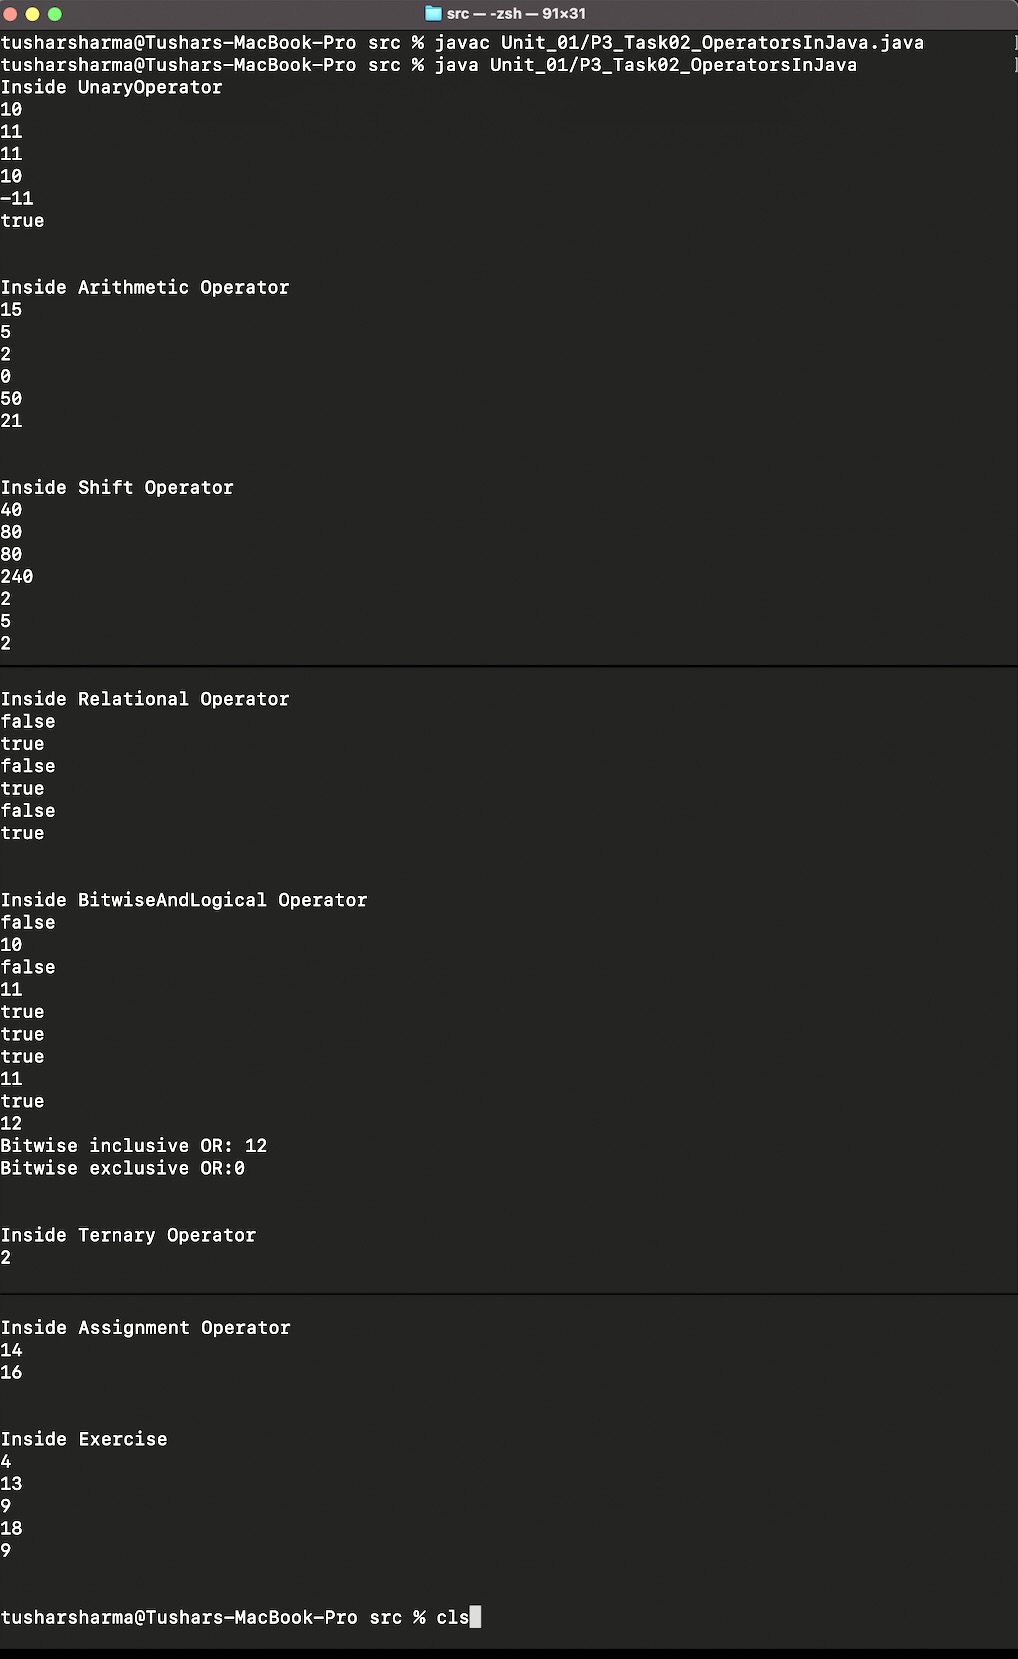 src — -zsh — 91×31
tusharsharma@Tushars-MacBook-Pro src % javac Unit_01/P3_Task02_OperatorsInJava.java
tusharsharma@Tushars-MacBook-Pro src % java Unit_01/P3_Task02_OperatorsInJava
Inside UnaryOperator
10
11
11
10
-11
true
Inside Arithmetic Operator
15
5
2
0
50
21
Inside Shift Operator
40
80
80
240
2
5
2
Inside Relational Operator
false
true
false
true
false
true
Inside BitwiseAndLogical Operator
false
10
false
11
true
true
true
11
true
12
Bitwise inclusive OR: 12
Bitwise exclusive OR:0
Inside Ternary Operator
2
Inside Assignment Operator
14
16
Inside Exercise
4
13
9
18
9
tusharsharma@Tushars-MacBook-Pro src % cls